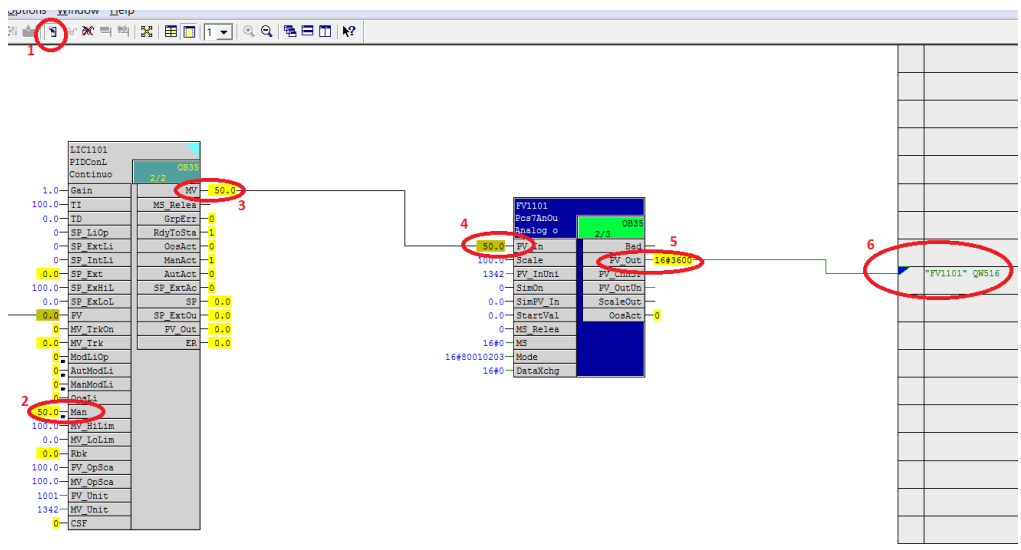 Options Window Help
1
1
LIC1101
PIDConL
Continuo
OB35
2/2
1.0 Gain MV 50.0
3
100.0 TI MS_Relea
0.0 TD GrpErr 0
0 SP_LiOp RdyToSta 1
0 SP_ExtLi OosAct 0
0 SP_IntLi ManAct 1
0.0 SP_Ext AutAct 0
100.0 SP_ExHiL SP_ExtAc 0
0.0 SP_ExLoL SP 0.0
0.0 PV SP_ExtOu 0.0
0 MV_TrkOn PV_Out 0.0
0.0 MV_Trk ER 0.0
0 ModLiOp
0 AutModLi
0 ManModLi
0 OosLi
2
50.0 Man
100.0 MV_HiLim
0.0 MV_LoLim
0.0 Rbk
100.0 PV_OpSca
100.0 MV_OpSca
1001 PV_Unit
1342 MV_Unit
0 CSF
FV1101
Pcs7AnOu
Analog o
OB35
2/3
4
5
50.0 PV_In Bad
100.0 Scale PV_Out 16#3600
1342 PV_InUni PV_ChnST
0 SimOn PV_OutUn
0.0 SimPV_In ScaleOut
0.0 StartVal OosAct 0
0 MS_Relea
16#0 MS
16#80010203 Mode
16#0 DataXchg
6
"FV1101" QW516